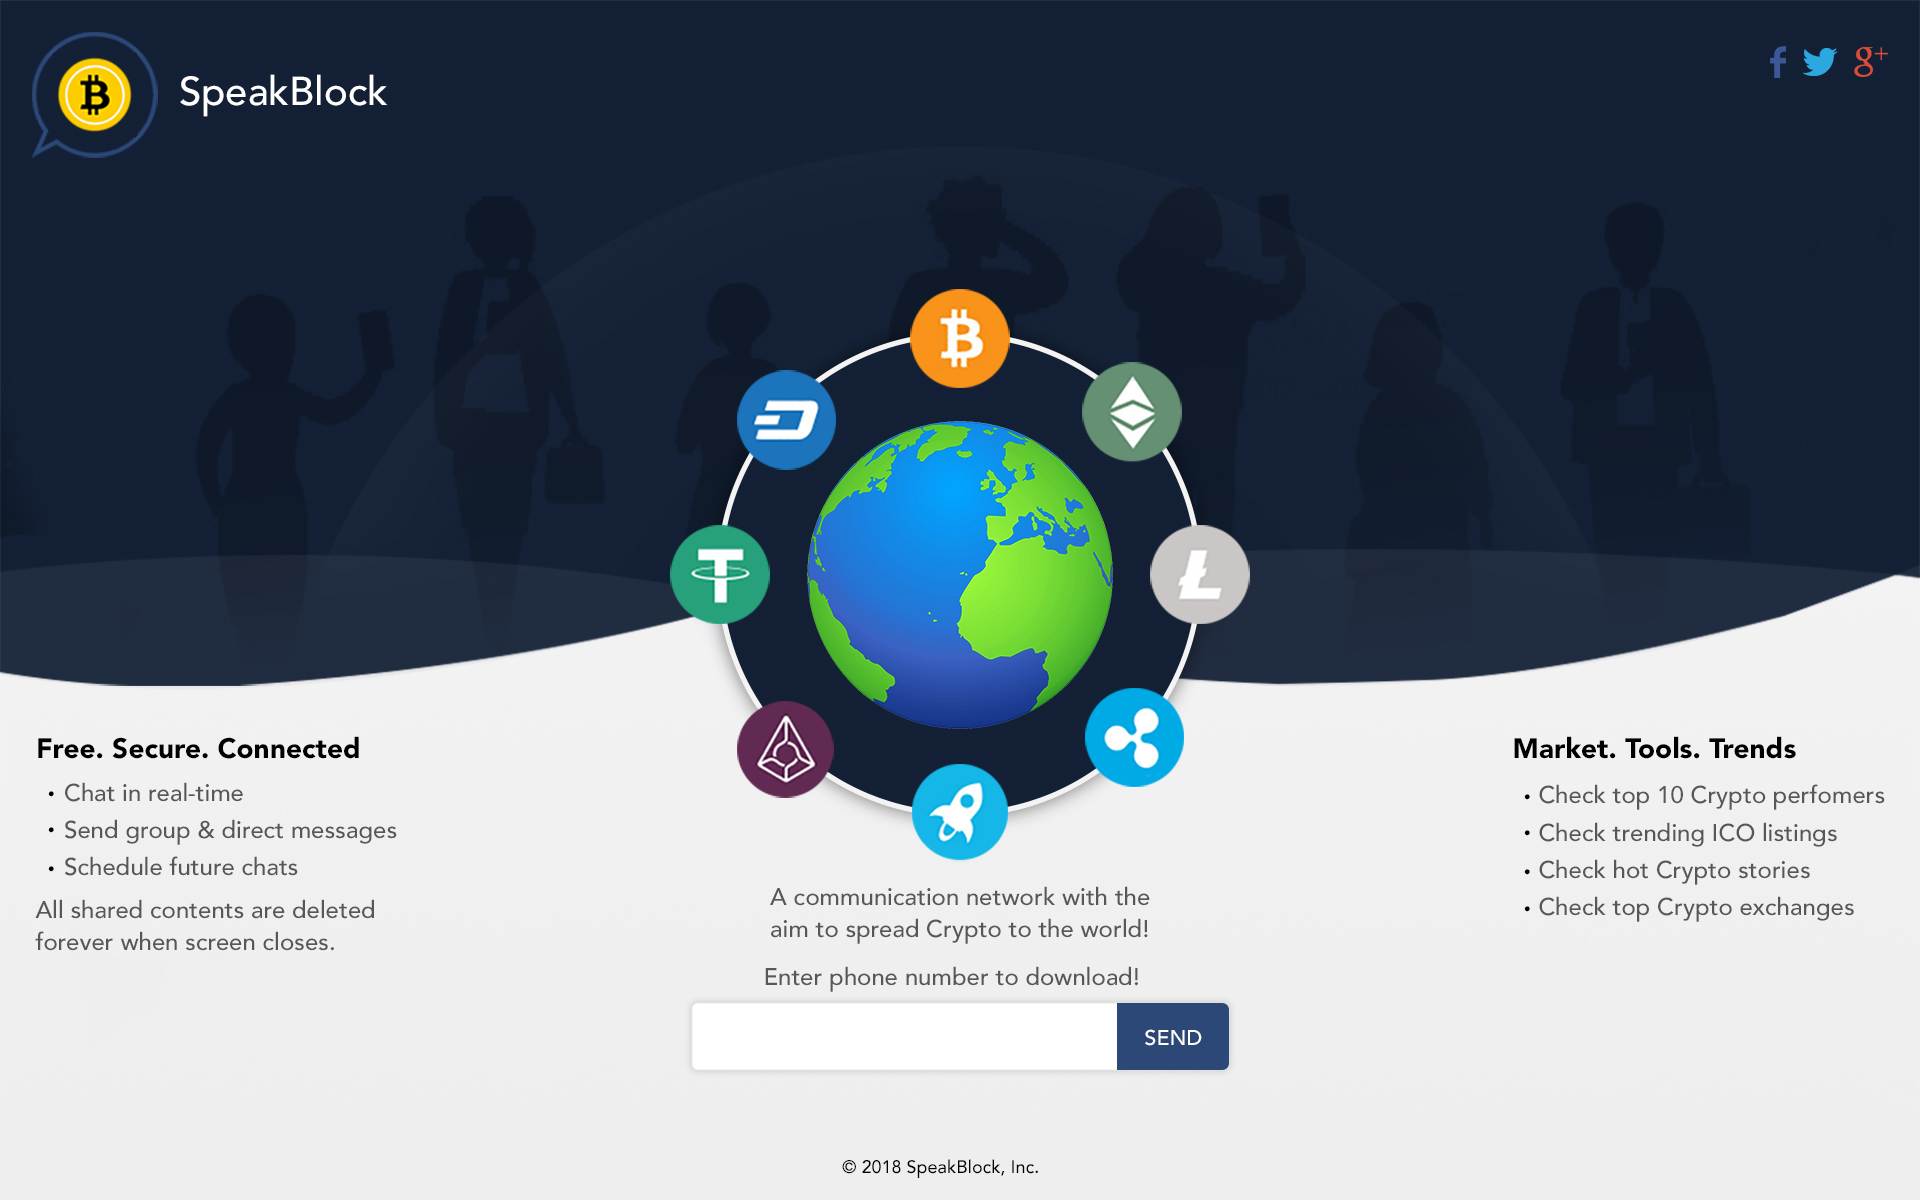 SpeakBlock
Free. Secure. Connected
• Chat in real-time
• Send group & direct messages
• Schedule future chats
All shared contents are deleted
forever when screen closes.
A communication network with the
aim to spread Crypto to the world!
Enter phone number to download!
SEND
Market. Tools. Trends
• Check top 10 Crypto perfomers
• Check trending ICO listings
• Check hot Crypto stories
• Check top Crypto exchanges
© 2018 SpeakBlock, Inc.